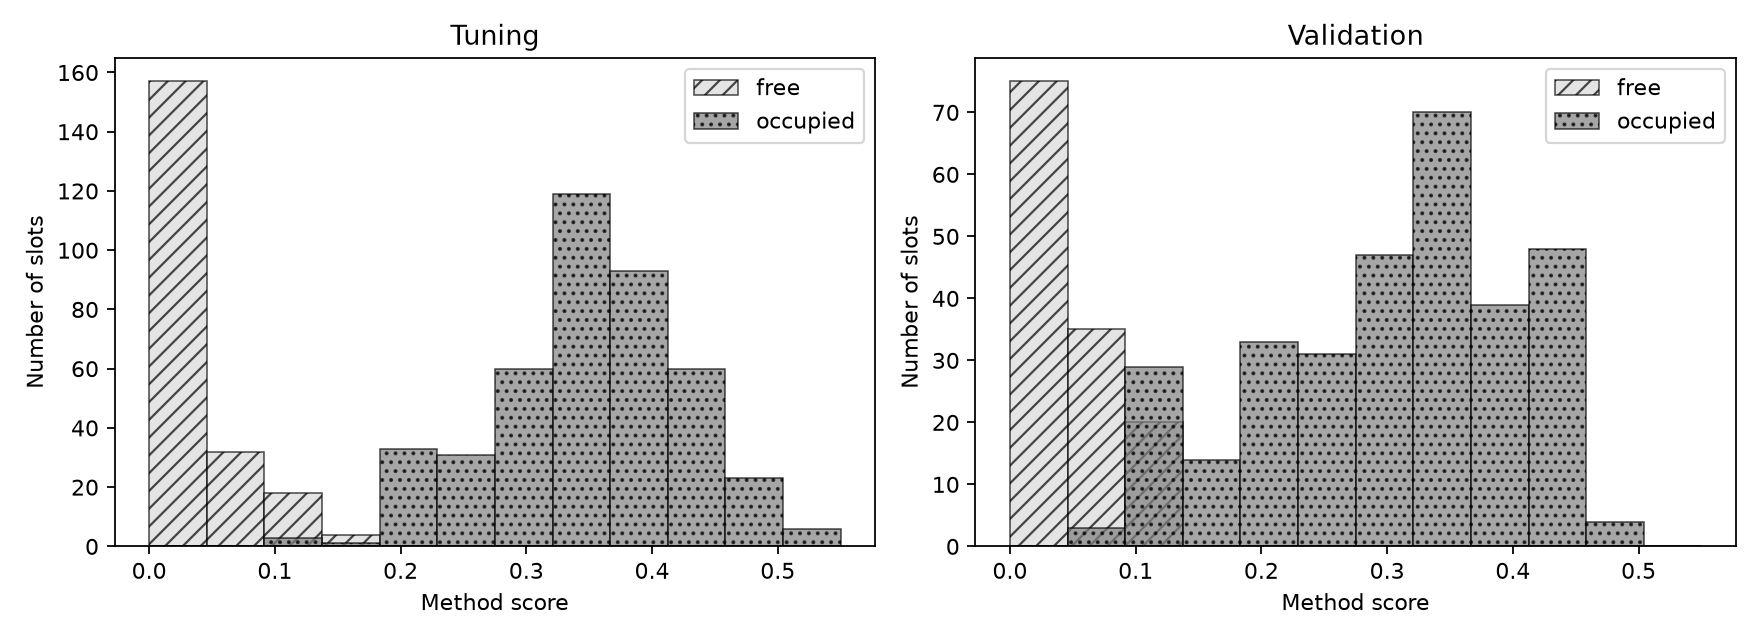 Tuning
Number of slots
160
140
120
100
80
60
40
20
0
free
occupied
0.0 0.1 0.2 0.3 0.4 0.5
Method score
Validation
Number of slots
70
60
50
40
30
20
10
0
free
occupied
0.0 0.1 0.2 0.3 0.4 0.5
Method score